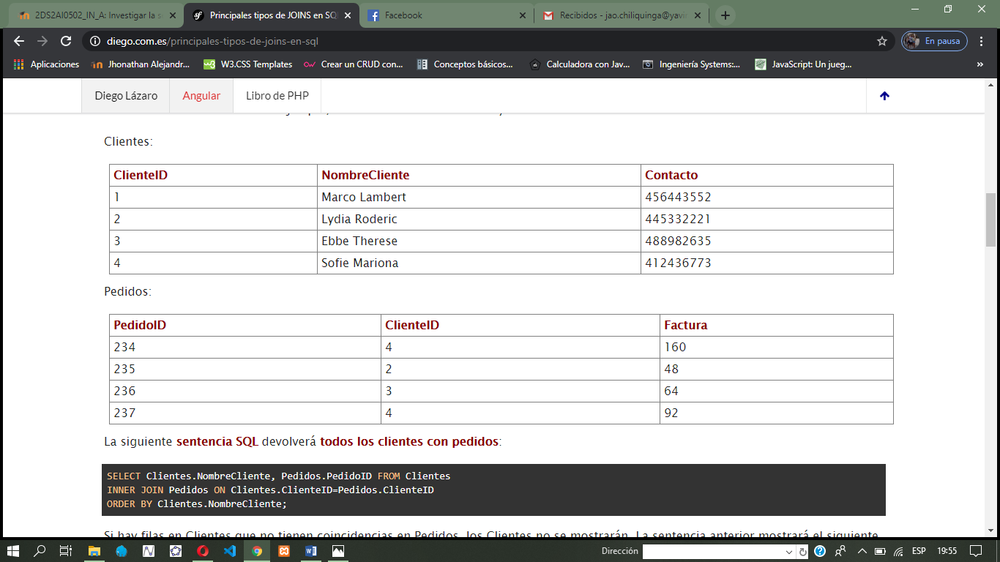 2DS2AI0502_IN_A: Investigar la s
Principales tipos de JOINS en SQ
Facebook
Recibidos - jao.chiliquinga@yavi
diego.com.es/principales-tipos-de-joins-en-sql
En pausa
Aplicaciones
Jhonathan Alejandr...
W3.CSS Templates
Crear un CRUD con...
Conceptos básicos...
Calculadora con Jav...
Ingeniería Systems:...
JavaScript: Un jueg...
»
Diego Lázaro
Angular
Libro de PHP
Clientes:
ClienteID NombreCliente Contacto
1 Marco Lambert 456443552
2 Lydia Roderic 445332221
3 Ebbe Therese 488982635
4 Sofie Mariona 412436773
Pedidos:
PedidoID ClienteID Factura
234 4 160
235 2 48
236 3 64
237 4 92
La siguiente sentencia SQL devolverá todos los clientes con pedidos:
SELECT Clientes.NombreCliente, Pedidos.PedidoID FROM Clientes
INNER JOIN Pedidos ON Clientes.ClienteID=Pedidos.ClienteID
ORDER BY Clientes.NombreCliente;
Si hay filas en Clientes que no tienen coincidencias en Pedidos, los Clientes no se mostrarán. La sentencia anterior mostrará el siguiente
Dirección
ESP
19:55